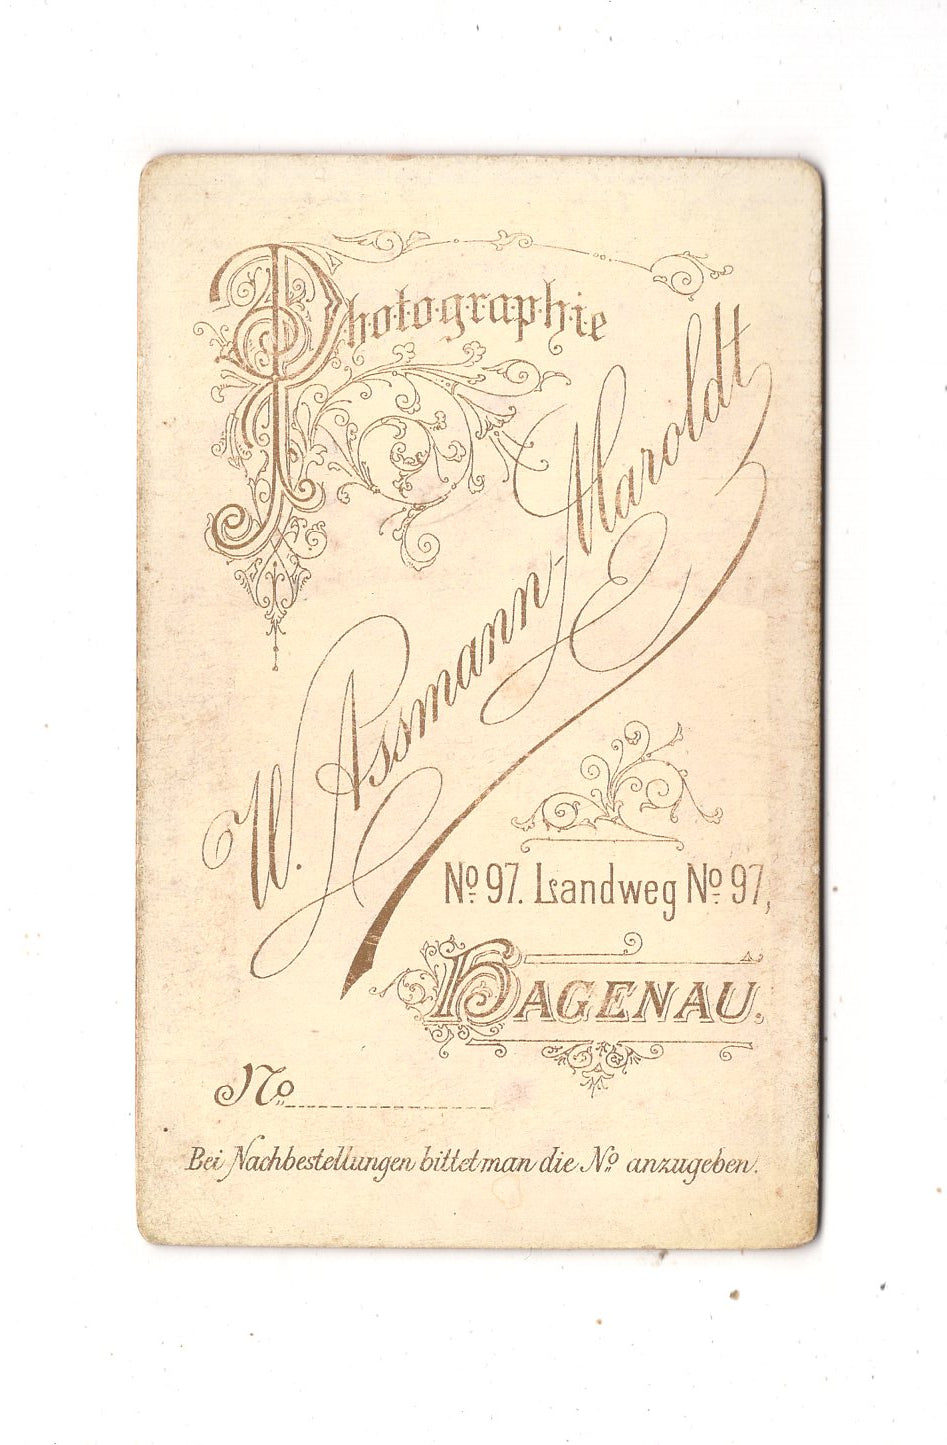 Photographie
W. Assmann-Maroldt
No 97. Landweg No 97,
HAGENAU.
No
Bei Nachbestellungen bittet man die No anzugeben.